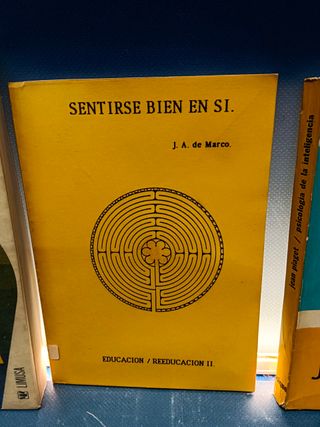 SENTIRSE BIEN EN SI.
J. A. de Marco.
EDUCACION / REEDUCACION II.
LIMUSA
jean piaget / psicología de la inteligencia